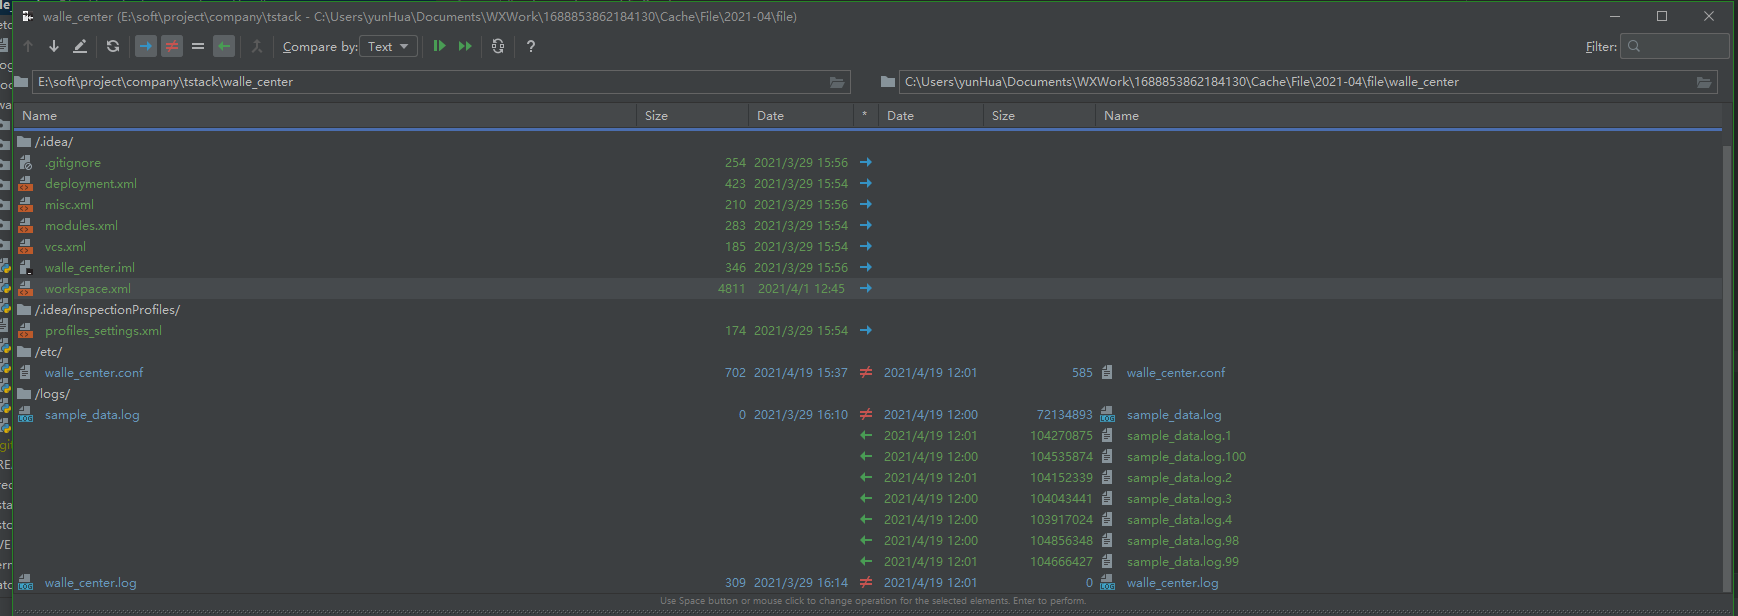 walle_center (E:\soft\project\company\tstack - C:\Users\yunHua\Documents\WXWork\1688853862184130\Cache\File\2021-04\file)
Compare by: Text
? Filter:
E:\soft\project\company\tstack\walle_center C:\Users\yunHua\Documents\WXWork\1688853862184130\Cache\File\2021-04\file\walle_center
Name Size Date * Date Size Name
/.idea/
.gitignore 254 2021/3/29 15:56 →
deployment.xml 423 2021/3/29 15:54 →
misc.xml 210 2021/3/29 15:56 →
modules.xml 283 2021/3/29 15:54 →
vcs.xml 185 2021/3/29 15:54 →
walle_center.iml 346 2021/3/29 15:56 →
workspace.xml 4811 2021/4/1 12:45 →
/.idea/inspectionProfiles/
profiles_settings.xml 174 2021/3/29 15:54 →
/etc/
walle_center.conf 702 2021/4/19 15:37 ≠ 2021/4/19 12:01 585 walle_center.conf
/logs/
sample_data.log 0 2021/3/29 16:10 ≠ 2021/4/19 12:00 72134893 sample_data.log
← 2021/4/19 12:01 104270875 sample_data.log.1
← 2021/4/19 12:00 104535874 sample_data.log.100
← 2021/4/19 12:01 104152339 sample_data.log.2
← 2021/4/19 12:00 104043441 sample_data.log.3
← 2021/4/19 12:00 103917024 sample_data.log.4
← 2021/4/19 12:00 104856348 sample_data.log.98
← 2021/4/19 12:01 104666427 sample_data.log.99
walle_center.log 309 2021/3/29 16:14 ≠ 2021/4/19 12:01 0 walle_center.log
Use Space button or mouse click to change operation for the selected elements. Enter to perform.